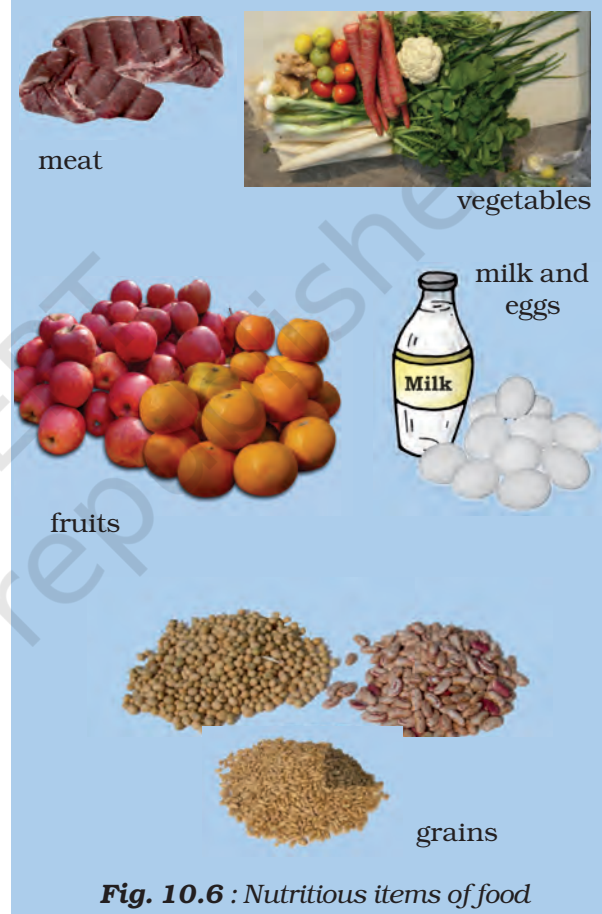 meat
vegetables
milk and
eggs
Milk
fruits
grains
Fig. 10.6 : Nutritious items of food